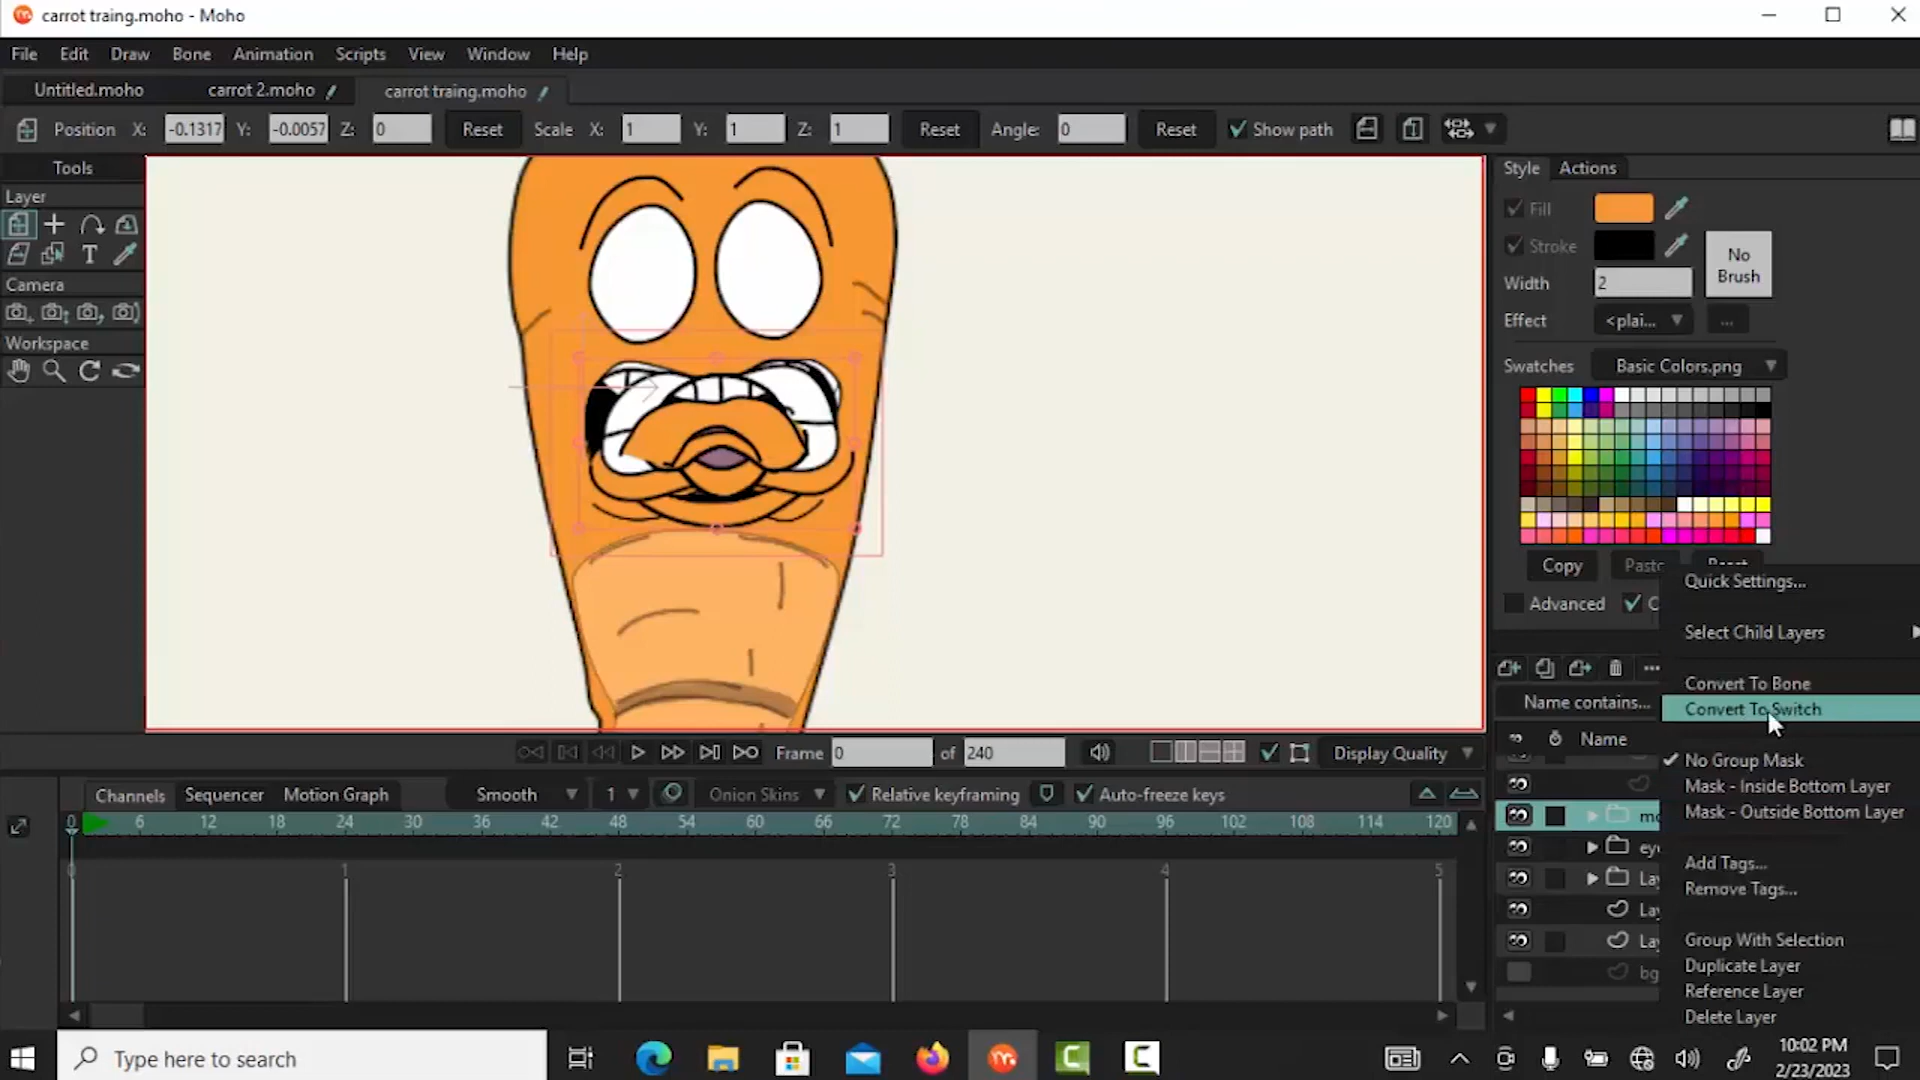 carrot traing.moho - Moho
File Edit Draw Bone Animation Scripts View Window Help
Untitled.moho carrot 2.moho carrot traing.moho
Position X: -0.1317 Y: -0.0057 Z: 0 Reset Scale X: 1 Y: 1 Z: 1 Reset Angle: 0 Reset Show path
Tools
Layer
T
Camera
Workspace
Style Actions
Fill
Stroke
No Brush
Width 2
Effect <plai... ...
Swatches Basic Colors.png
Copy
Advanced
Quick Settings...
Select Child Layers
Convert To Bone
Convert To Switch
No Group Mask
Mask - Inside Bottom Layer
Mask - Outside Bottom Layer
Add Tags...
Remove Tags...
Group With Selection
Duplicate Layer
Reference Layer
Delete Layer
Name contains...
Name
Frame 0 of 240 Display Quality
Channels Sequencer Motion Graph Smooth 1 Onion Skins Relative keyframing Auto-freeze keys
0 6 12 18 24 30 36 42 48 54 60 66 72 78 84 90 96 102 108 114 120
0 1 2 3 4 5
Type here to search
10:02 PM
2/23/2023